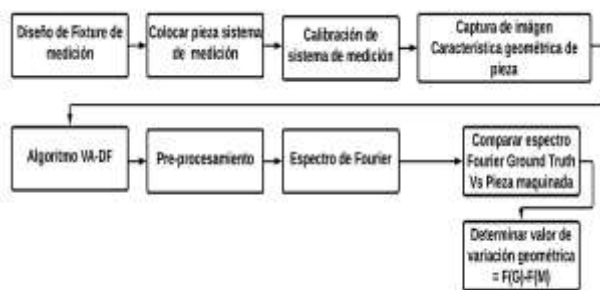 Diseño de Fixture de
medición
Colocar pieza sistema
de medición
Calibración de
sistema de medición
Captura de imágen
Característica geométrica de
pieza
Algoritmo VA-DF
Pre-procesamiento
Espectro de Fourier
Comparar espectro
Fourier Ground Truth
Vs Pieza maquinada
Determinar valor de
variación geométrica
= F(G)-F(M)